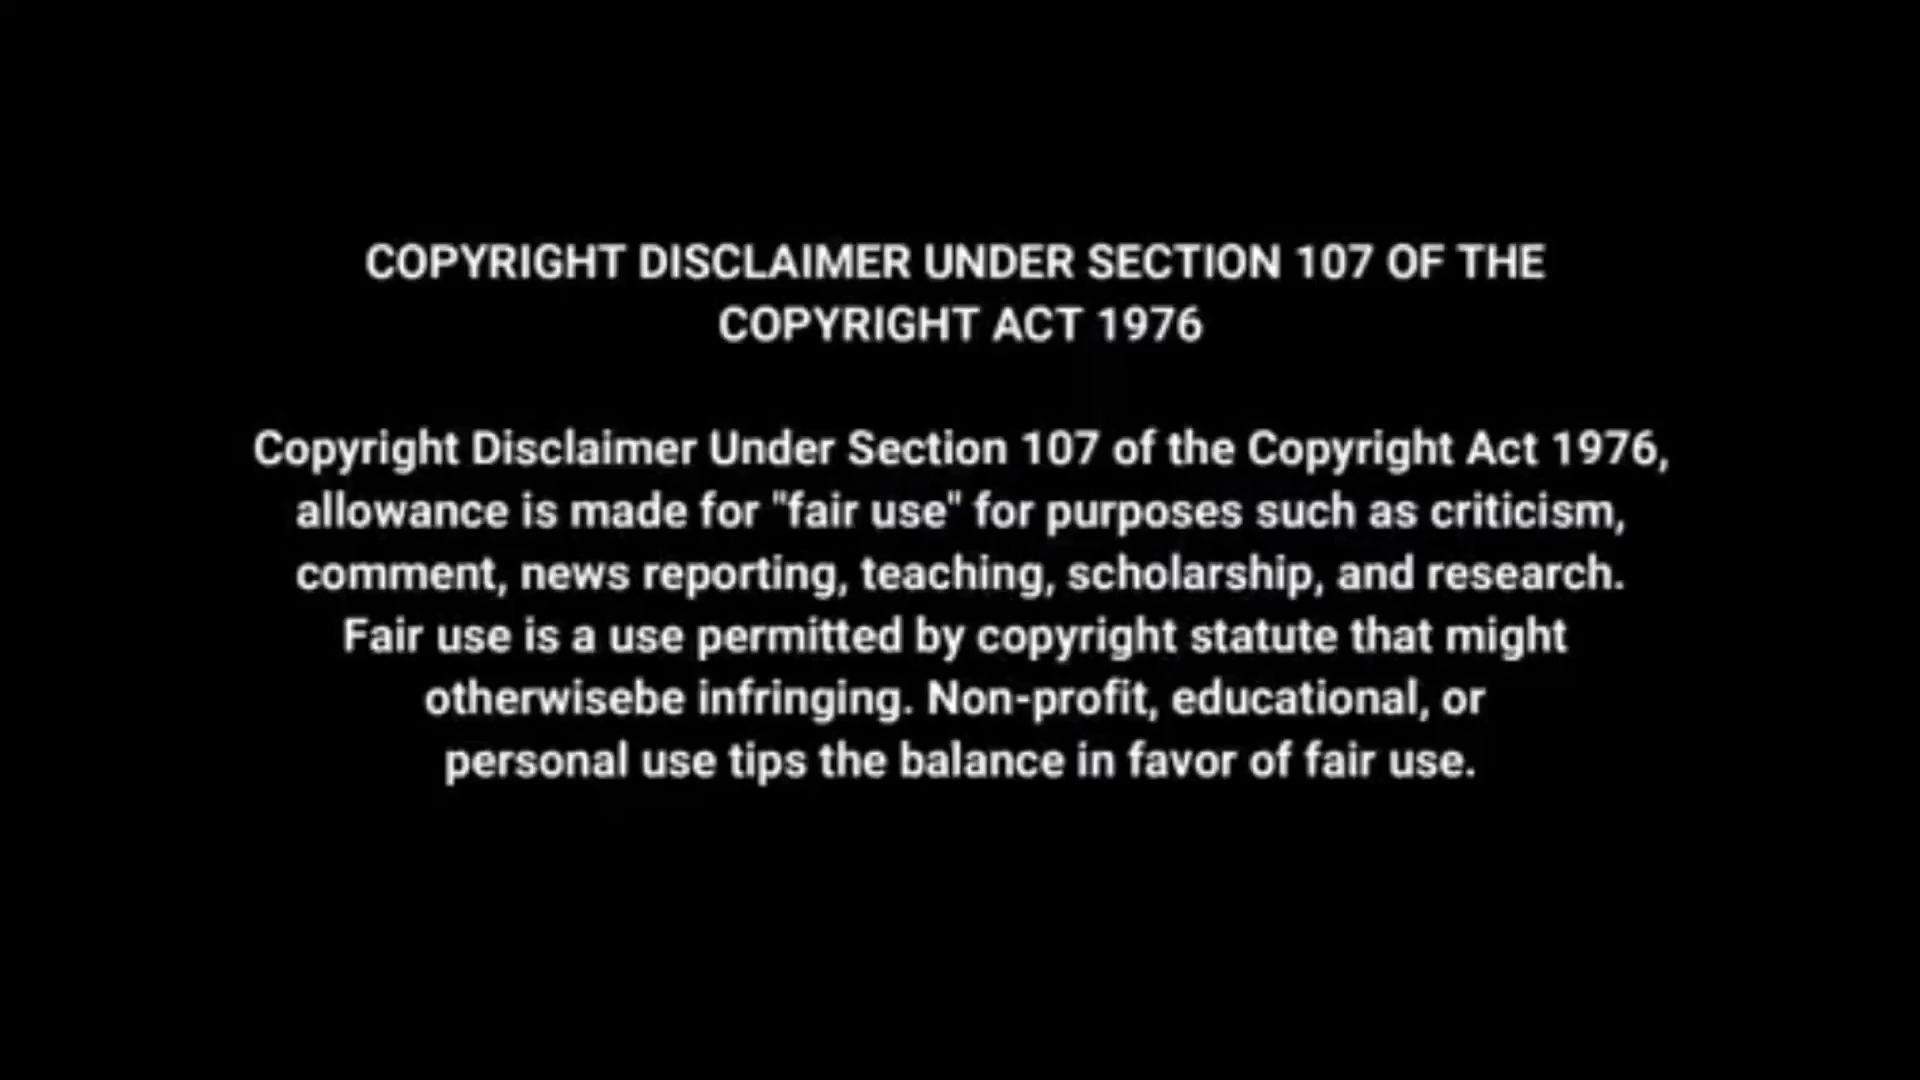 COPYRIGHT DISCLAIMER UNDER SECTION 107 OF THE
COPYRIGHT ACT 1976
Copyright Disclaimer Under Section 107 of the Copyright Act 1976,
allowance is made for "fair use" for purposes such as criticism,
comment, news reporting, teaching, scholarship, and research.
Fair use is a use permitted by copyright statute that might
otherwisebe infringing. Non-profit, educational, or
personal use tips the balance in favor of fair use.